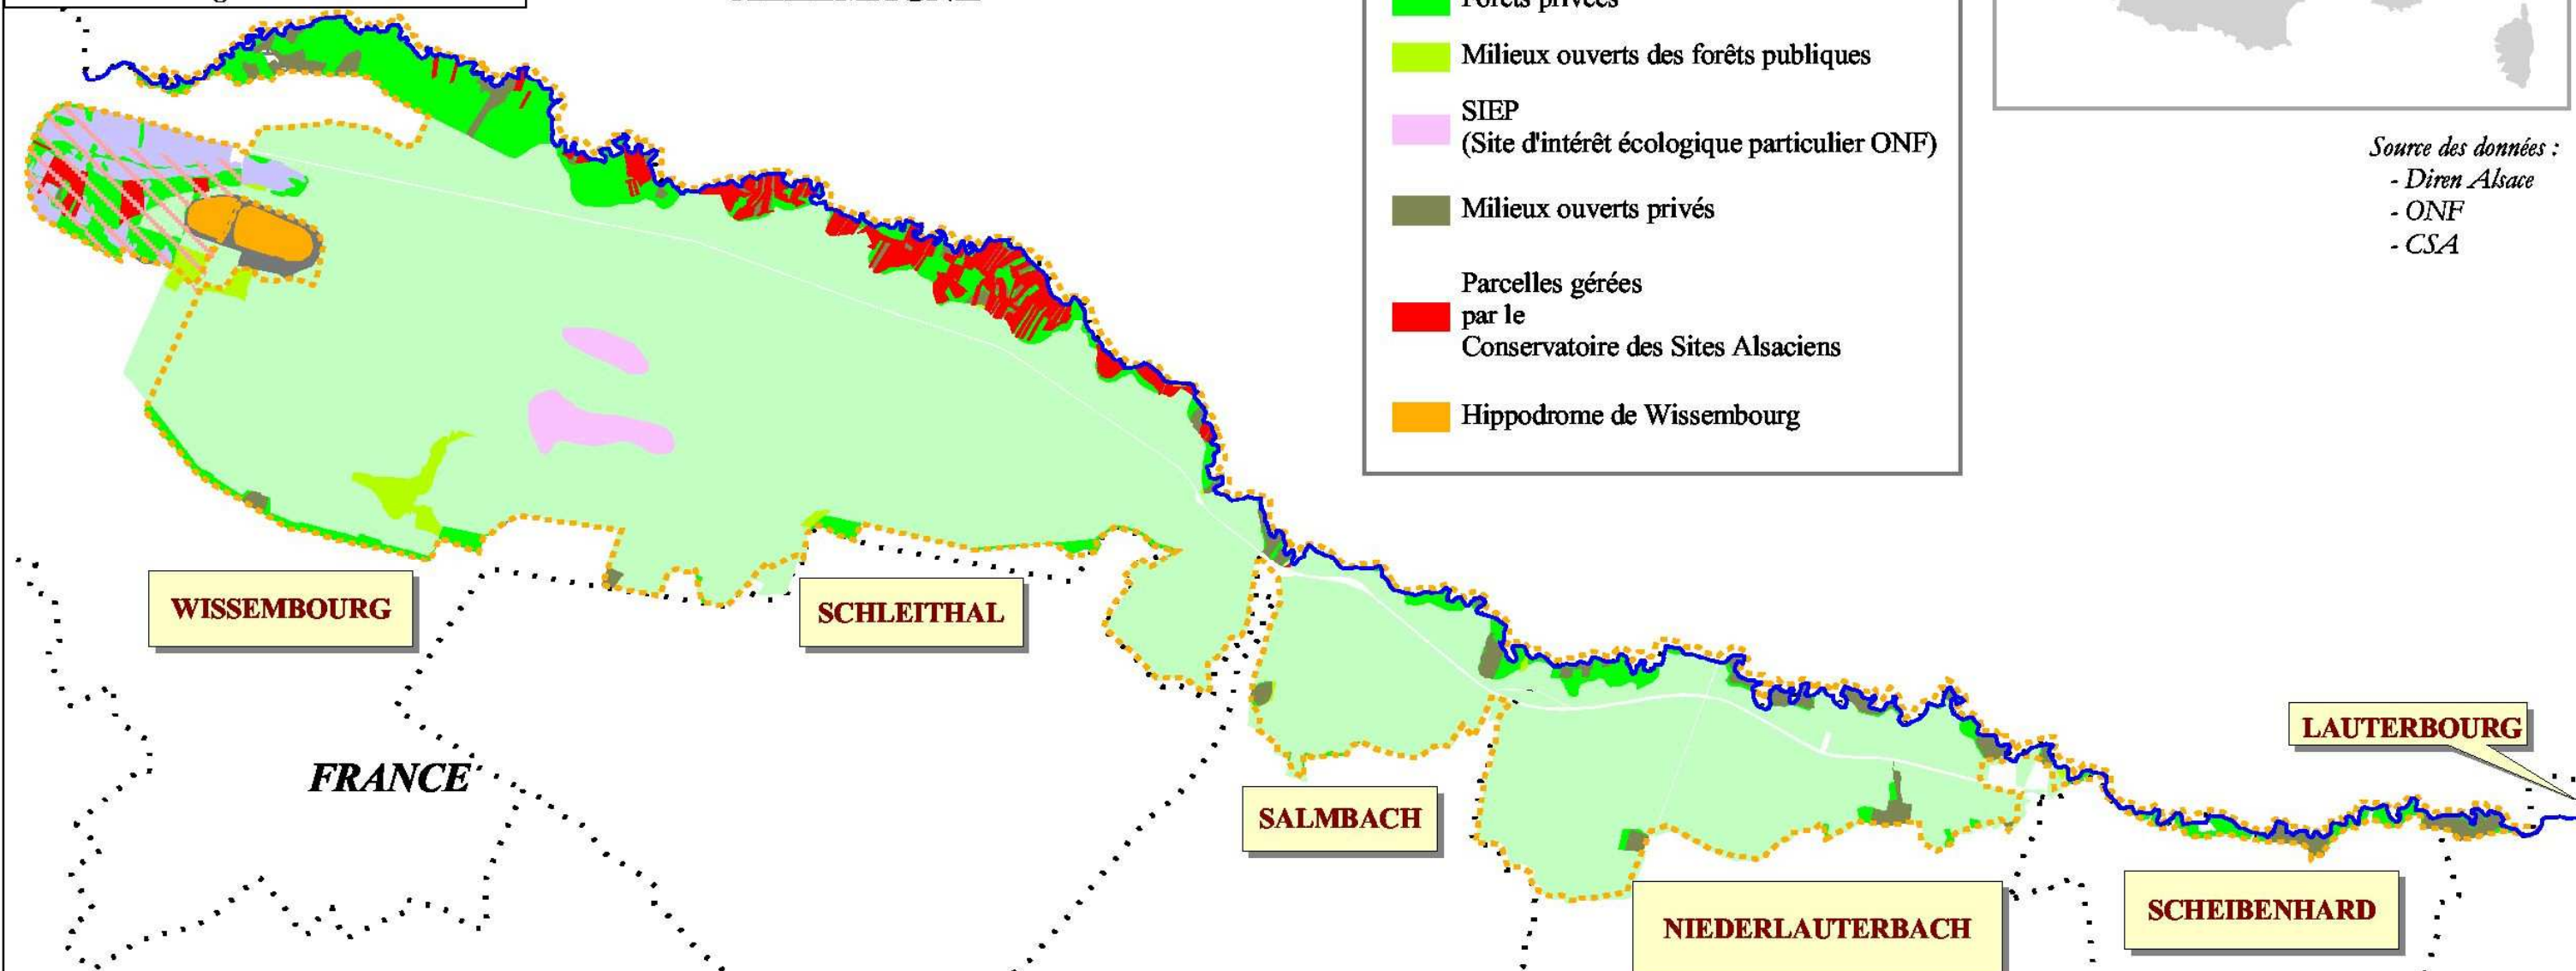 Forêts privées
Milieux ouverts des forêts publiques
SIEP
(Site d'intérêt écologique particulier ONF)
Milieux ouverts privés
Parcelles gérées
par le
Conservatoire des Sites Alsaciens
Hippodrome de Wissembourg
Source des données :
- Diren Alsace
- ONF
- CSA
WISSEMBOURG
SCHLEITHAL
FRANCE
SALMBACH
NIEDERLAUTERBACH
LAUTERBOURG
SCHEIBENHARD